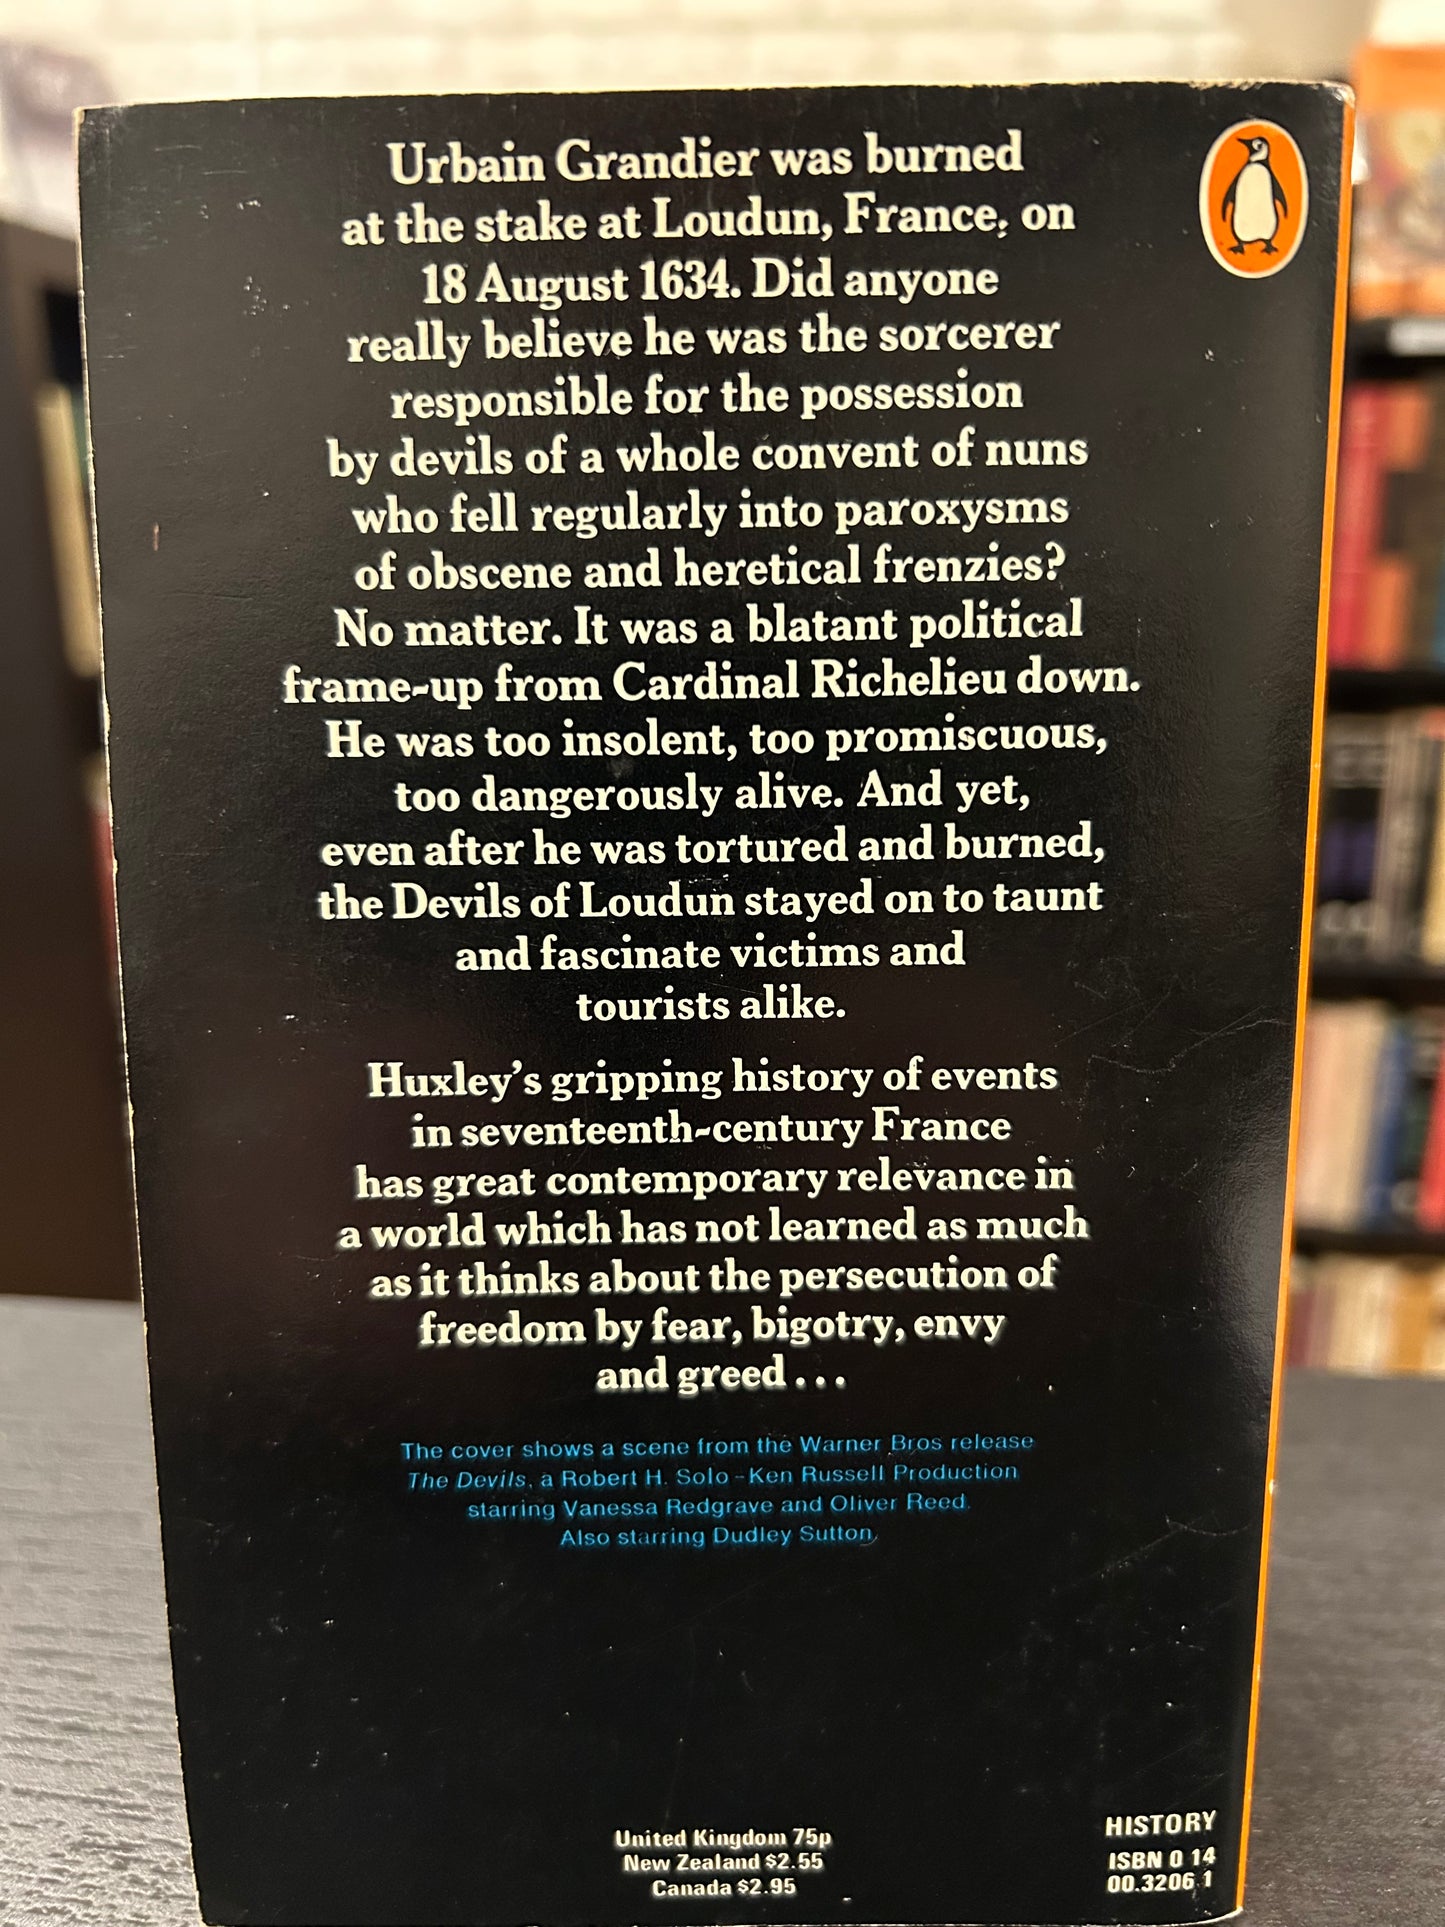 Urbain Grandier was burned
at the stake at Loudun, France, on
18 August 1634. Did anyone
really believe he was the sorcerer
responsible for the possession
by devils of a whole convent of nuns
who fell regularly into paroxysms
of obscene and heretical frenzies?
No matter. It was a blatant political
frame-up from Cardinal Richelieu down.
He was too insolent, too promiscuous,
too dangerously alive. And yet,
even after he was tortured and burned,
the Devils of Loudun stayed on to taunt
and fascinate victims and
tourists alike.
Huxley's gripping history of events
in seventeenth-century France
has great contemporary relevance in
a world which has not learned as much
as it thinks about the persecution of
freedom by fear, bigotry, envy
and greed . . .
The cover shows a scene from the Warner Bros release
The Devils, a Robert H. Solo – Ken Russell Production
starring Vanessa Redgrave and Oliver Reed.
Also starring Dudley Sutton.
United Kingdom 75p
New Zealand $2.55
Canada $2.95
HISTORY
ISBN 0 14
00.3206 1